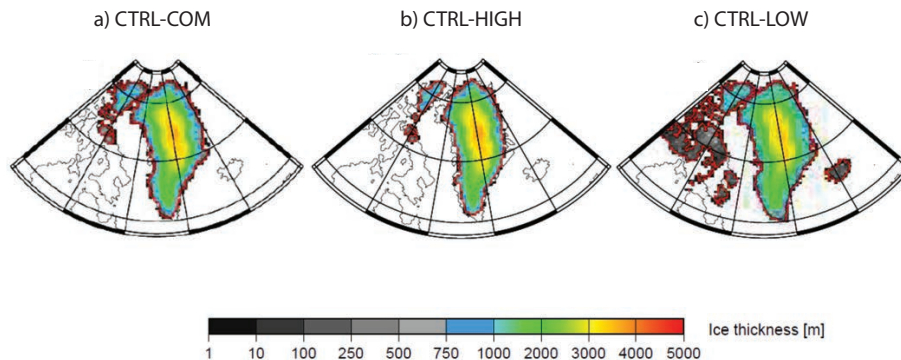 a) CTRL-COM b) CTRL-HIGH c) CTRL-LOW
Ice thickness [m]
1 10 100 250 500 750 1000 2000 3000 4000 5000